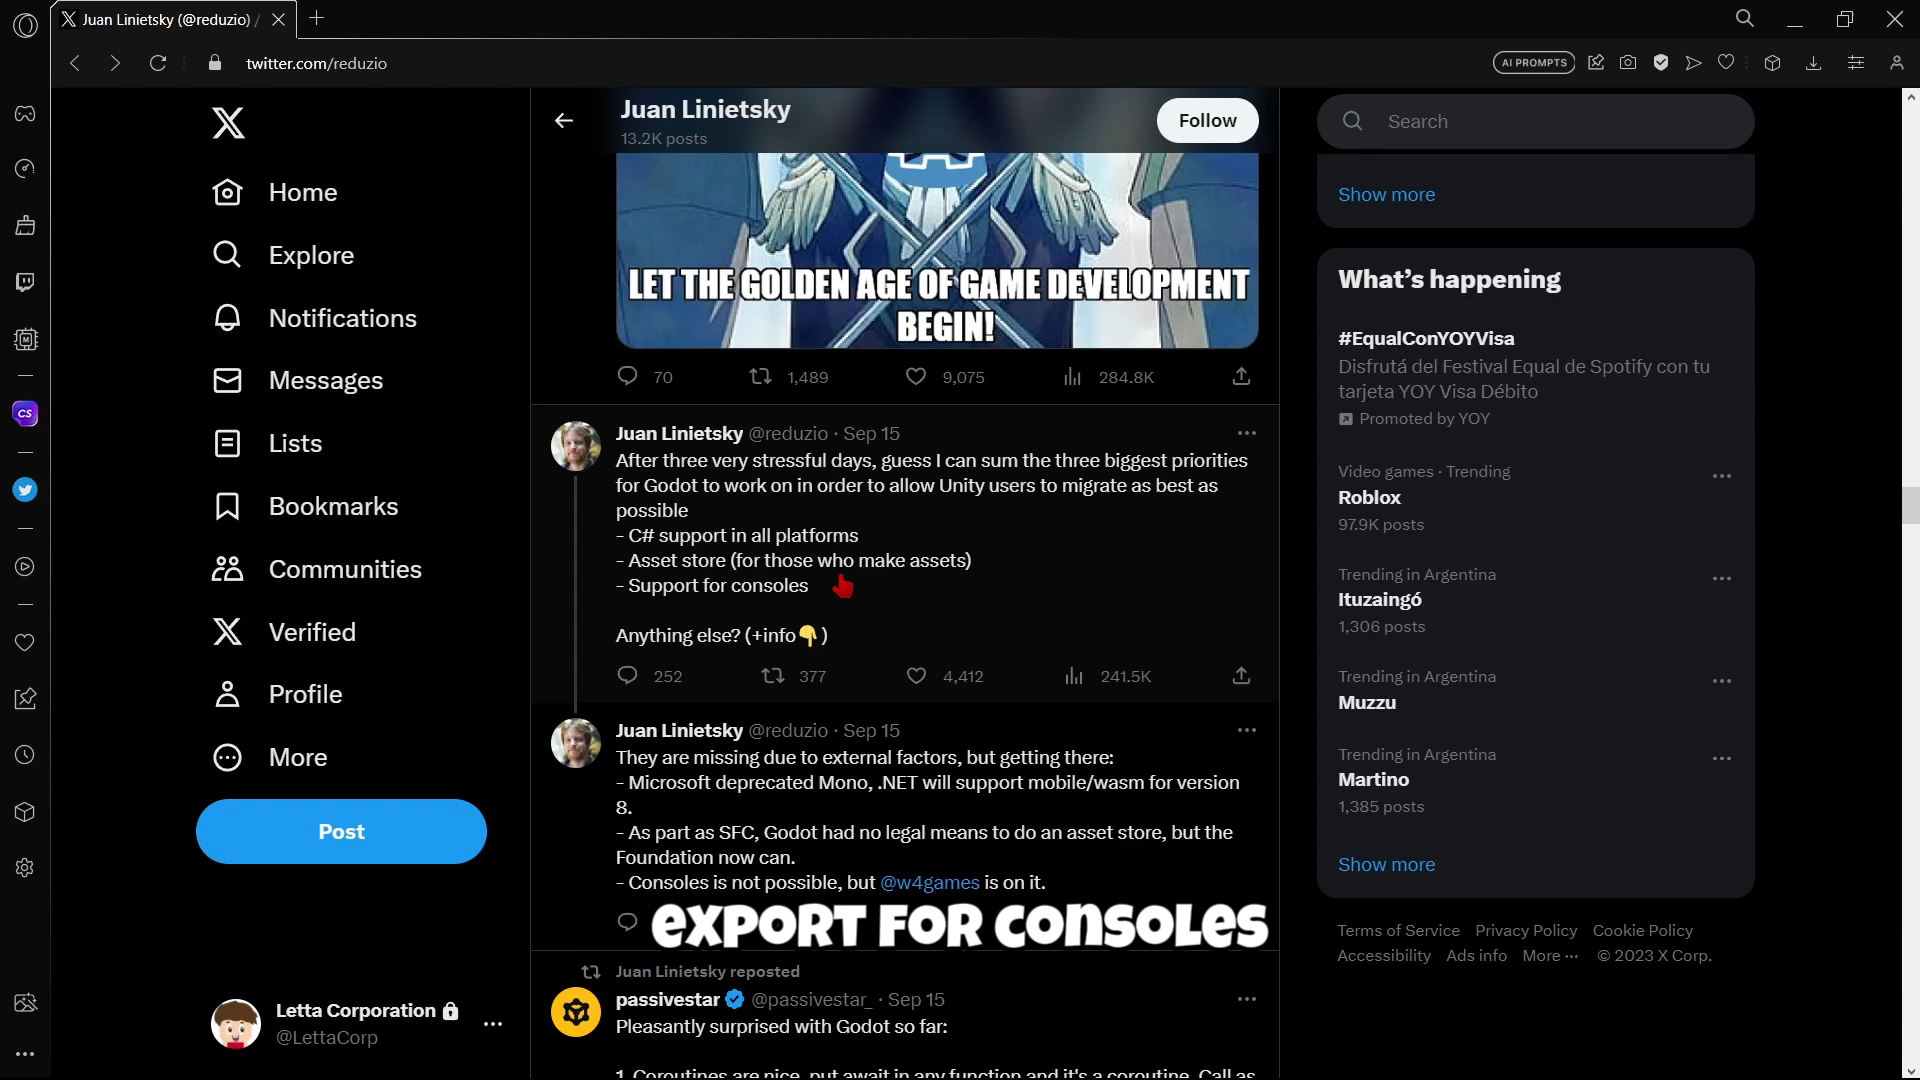 Juan Linietsky (@reduzio) /
twitter.com/reduzio
AI PROMPTS
Home
Explore
Notifications
Messages
CS
Lists
Bookmarks
Communities
Verified
Profile
More
Post
Letta Corporation
@LettaCorp
Juan Linietsky
13.2K posts
Follow
LET THE GOLDEN AGE OF GAME DEVELOPMENT
BEGIN!
70 1,489 9,075 284.8K
Juan Linietsky @reduzio · Sep 15
After three very stressful days, guess I can sum the three biggest priorities
for Godot to work on in order to allow Unity users to migrate as best as
possible
- C# support in all platforms
- Asset store (for those who make assets)
- Support for consoles
Anything else? (+info👇)
252 377 4,412 241.5K
Juan Linietsky @reduzio · Sep 15
They are missing due to external factors, but getting there:
- Microsoft deprecated Mono, .NET will support mobile/wasm for version
8.
- As part as SFC, Godot had no legal means to do an asset store, but the
Foundation now can.
- Consoles is not possible, but @w4games is on it.
EXPORT FOR CONSOLES
Juan Linietsky reposted
passivestar @passivestar_ · Sep 15
Pleasantly surprised with Godot so far:
1. Coroutines are nice, put await in any function and it's a coroutine. Call as
Search
Show more
What's happening
#EqualConYOYVisa
Disfrutá del Festival Equal de Spotify con tu
tarjeta YOY Visa Débito
Promoted by YOY
Video games · Trending
Roblox
97.9K posts
Trending in Argentina
Ituzaingó
1,306 posts
Trending in Argentina
Muzzu
Trending in Argentina
Martino
1,385 posts
Show more
Terms of Service Privacy Policy Cookie Policy
Accessibility Ads info More ··· © 2023 X Corp.